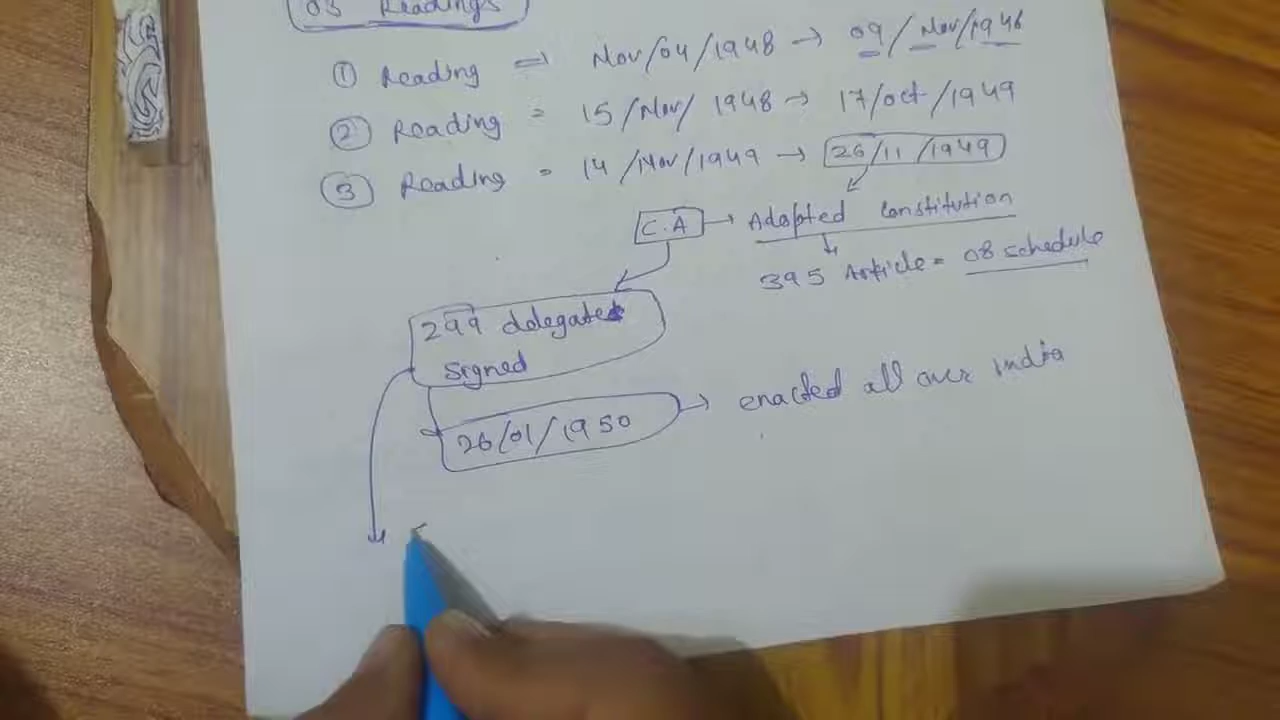 03 Readings
① Reading ⇒ Nov/04/1948 → 09/Nov/1946
② Reading = 15/Nov/ 1948 → 17/oct/1949
③ Reading = 14/Nov/1949 → 26/11/1949
C.A → Adopted constitution
395 Article = 08 schedule
299 delegates
signed
26/01/1950 → enacted all over india